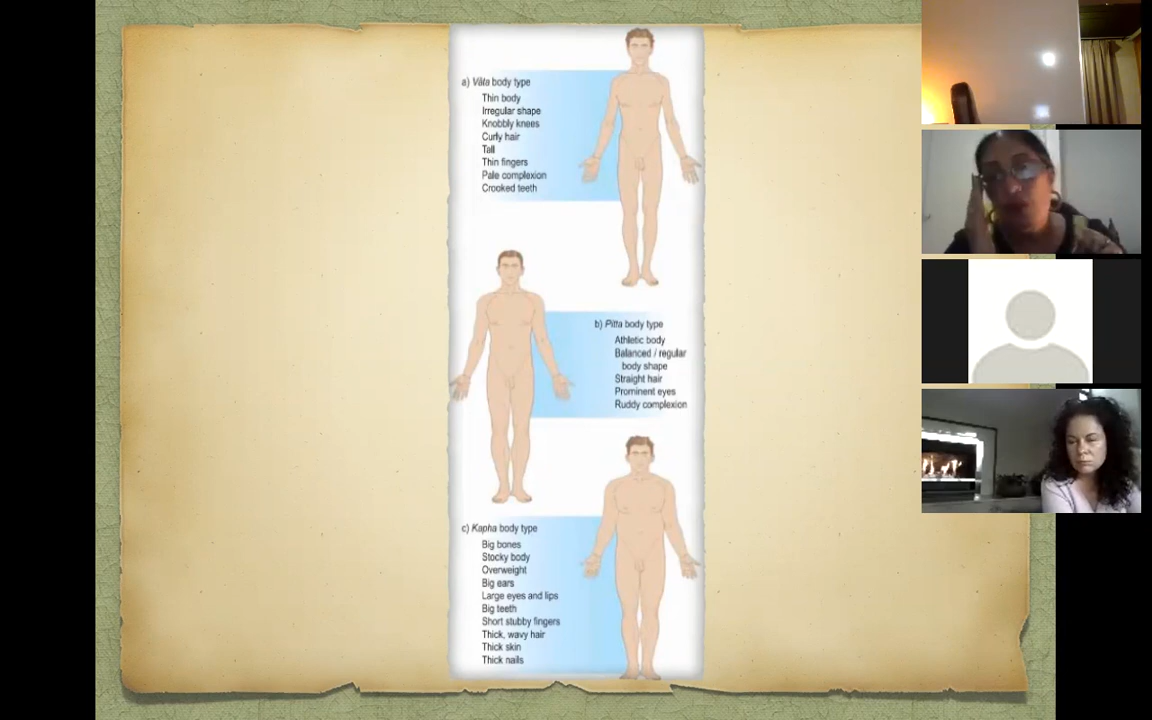 a) Vāta body type
Thin body
Irregular shape
Knobbly knees
Curly hair
Tall
Thin fingers
Pale complexion
Crooked teeth
b) Pitta body type
Athletic body
Balanced / regular
body shape
Straight hair
Prominent eyes
Ruddy complexion
c) Kapha body type
Big bones
Stocky body
Overweight
Big ears
Large eyes and lips
Big teeth
Short stubby fingers
Thick, wavy hair
Thick skin
Thick nails